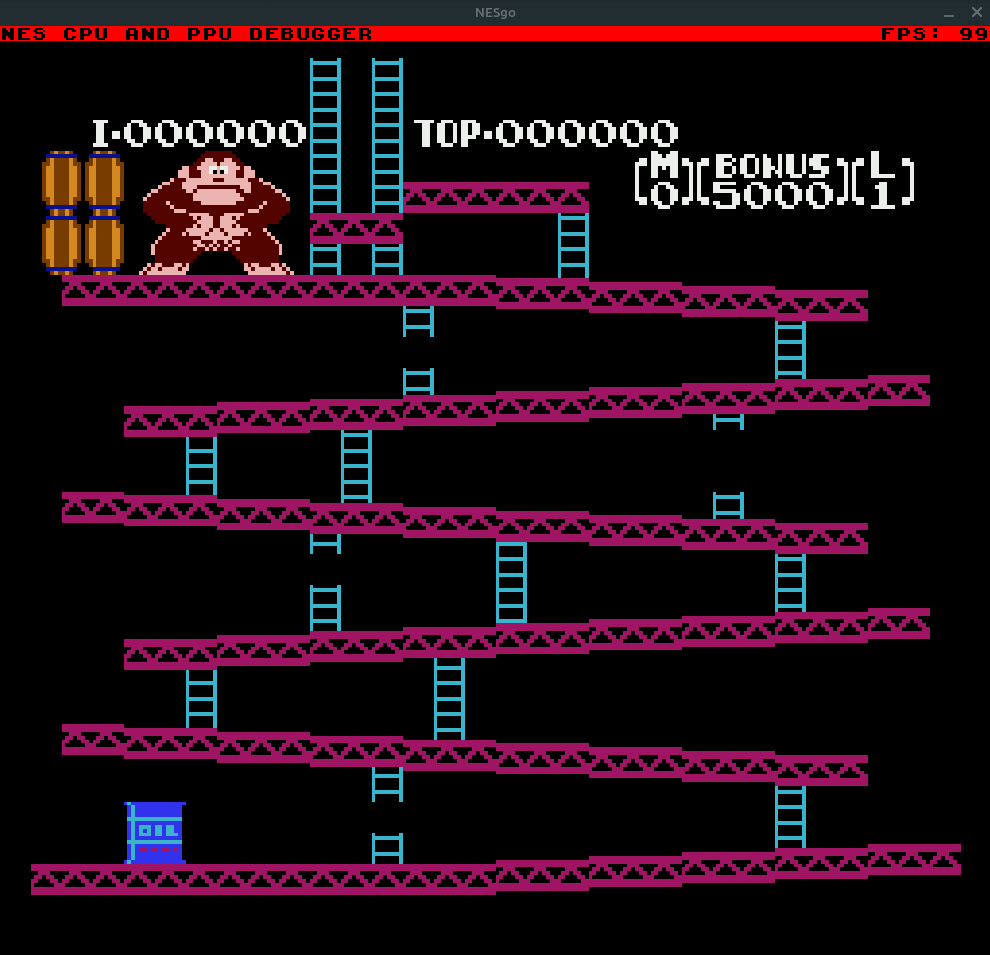 NESgo
NES CPU AND PPU DEBUGGER FPS: 99
I-000000 TOP-000000
M BONUS L
0 5000 1
OIL